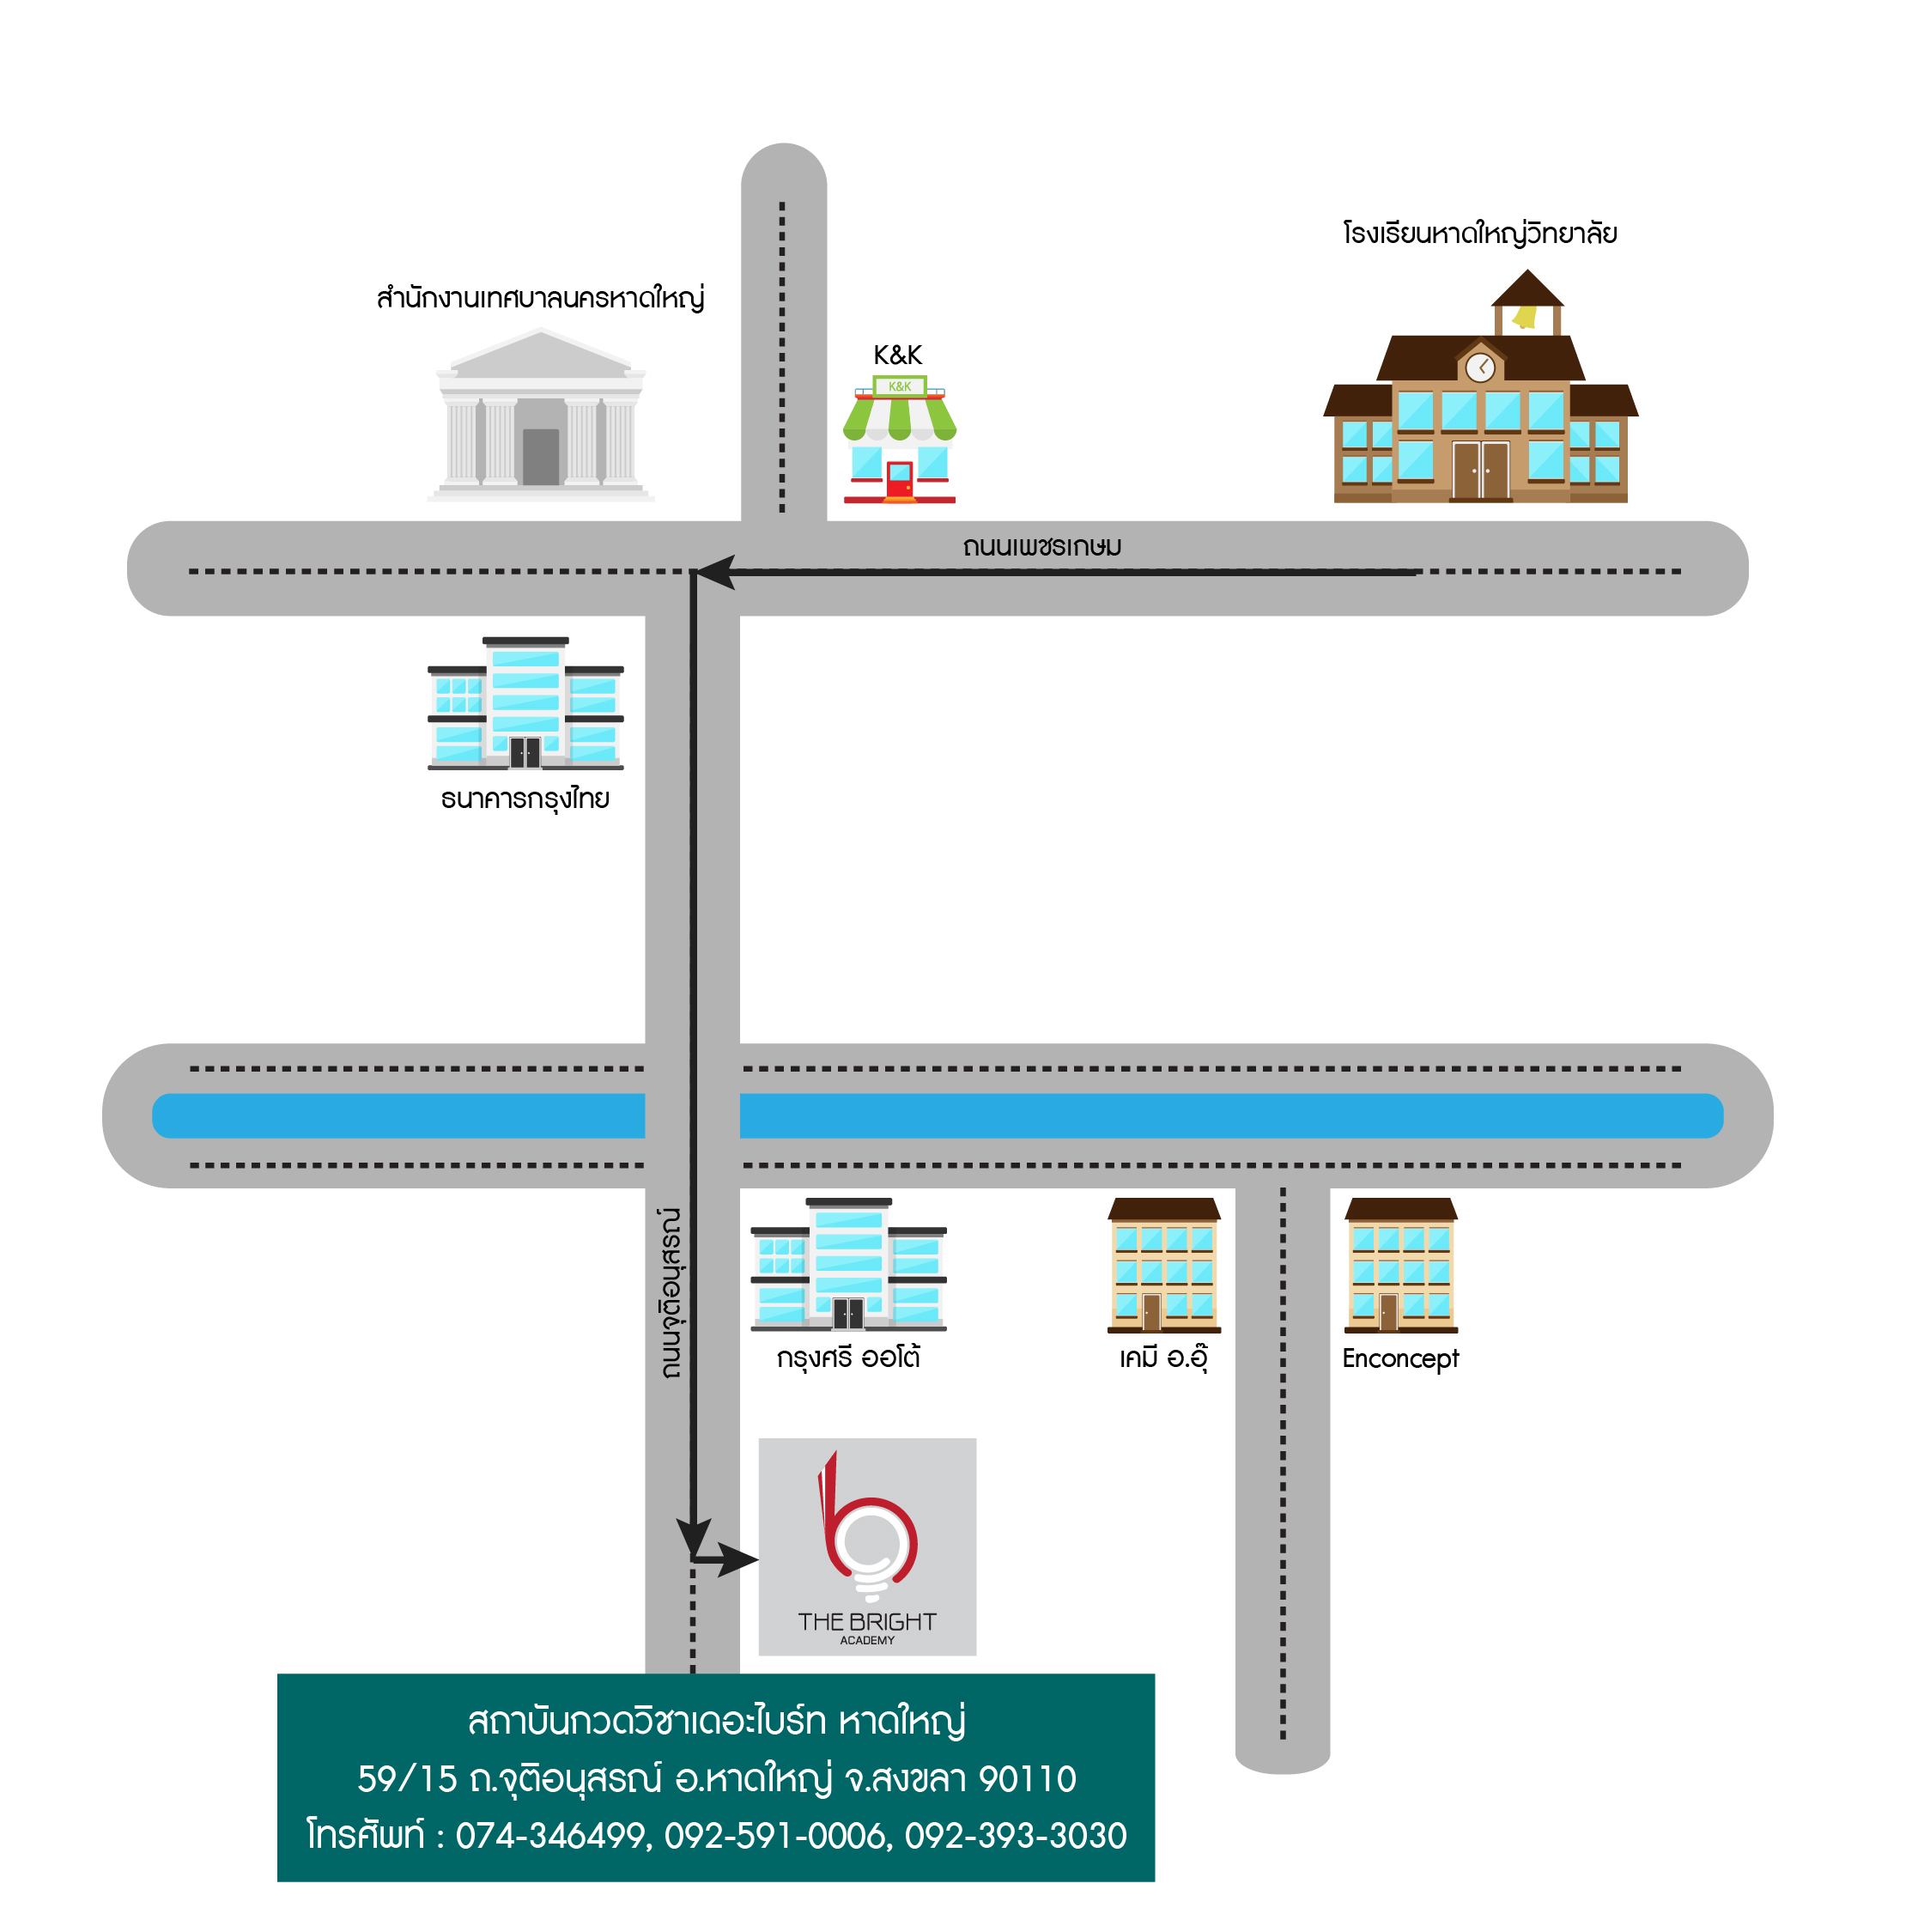 โรงเรียนหาดใหญ่วิทยาลัย
สำนักงานเทศบาลนครหาดใหญ่
K&K
K&K
ถนนเพชรเกษม
ธนาคารกรุงไทย
ถนนจุติอนุสรณ์
กรุงศรี ออโต้
เคมี อ.อุ๊
Enconcept
THE BRIGHT
ACADEMY
สถาบันกวดวิชาเดอะไบร์ท หาดใหญ่
59/15 ถ.จุติอนุสรณ์ อ.หาดใหญ่ จ.สงขลา 90110
โทรศัพท์ : 074-346499, 092-591-0006, 092-393-3030